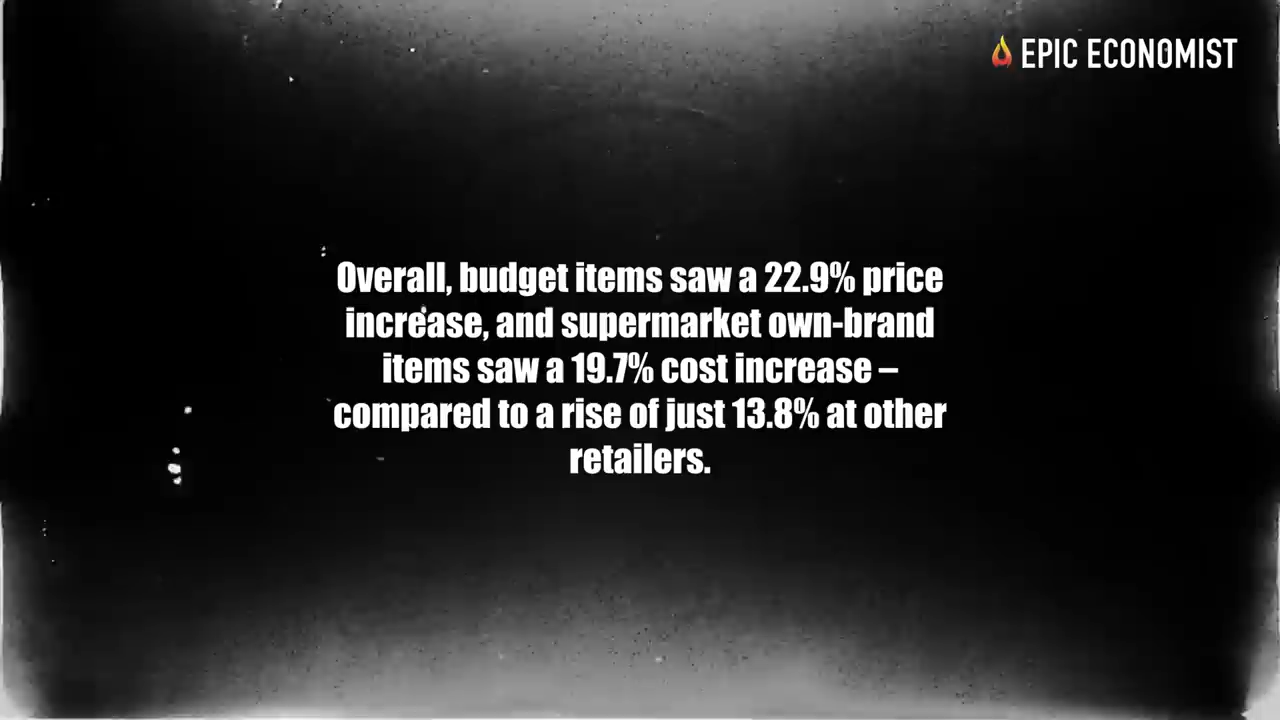 EPIC ECONOMIST
Overall, budget items saw a 22.9% price
increase, and supermarket own-brand
items saw a 19.7% cost increase –
compared to a rise of just 13.8% at other
retailers.